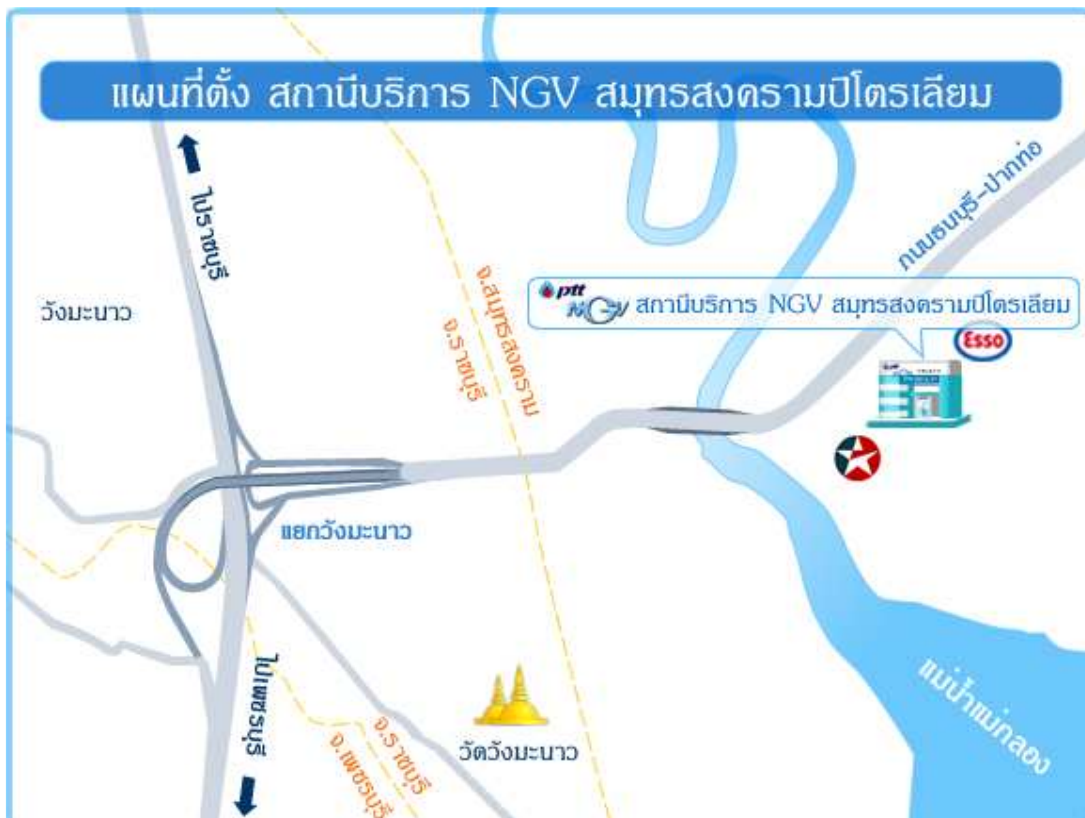 แผนที่ตั้ง สถานีบริการ NGV สมุทรสงครามปิโตรเลียม
ไปราชบุรี
ถนนธนบุรี-ปากท่อ
วังมะนาว
จ.สมุทรสงคราม
จ.ราชบุรี
ptt
NGV สถานีบริการ NGV สมุทรสงครามปิโตรเลียม
Esso
แยกวังมะนาว
ไปเพชรบุรี
วัดวังมะนาว
จ.ราชบุรี
จ.เพชรบุรี
แม่น้ำแม่กลอง